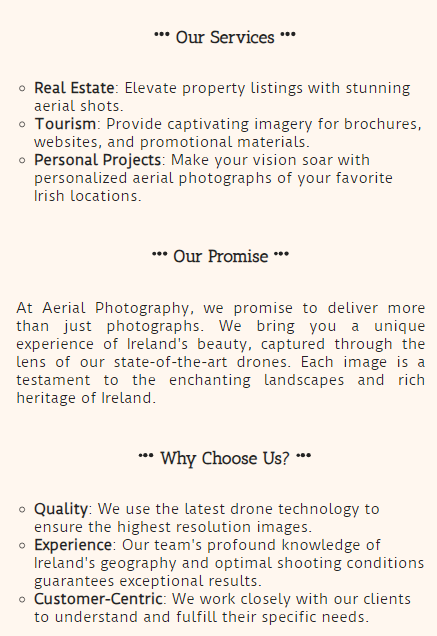 ••• Our Services •••
Real Estate: Elevate property listings with stunning
aerial shots.
Tourism: Provide captivating imagery for brochures,
websites, and promotional materials.
Personal Projects: Make your vision soar with
personalized aerial photographs of your favorite
Irish locations.
••• Our Promise •••
At Aerial Photography, we promise to deliver more
than just photographs. We bring you a unique
experience of Ireland's beauty, captured through the
lens of our state-of-the-art drones. Each image is a
testament to the enchanting landscapes and rich
heritage of Ireland.
••• Why Choose Us? •••
Quality: We use the latest drone technology to
ensure the highest resolution images.
Experience: Our team's profound knowledge of
Ireland's geography and optimal shooting conditions
guarantees exceptional results.
Customer-Centric: We work closely with our clients
to understand and fulfill their specific needs.